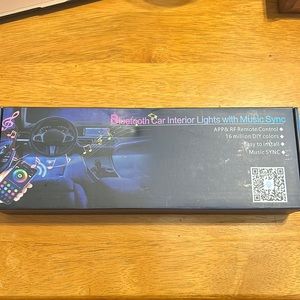 Bluetooth Car Interior Lights with Music Sync
APP& RF Remote Control
16 million DIY colors
Easy to install
Music SYNC